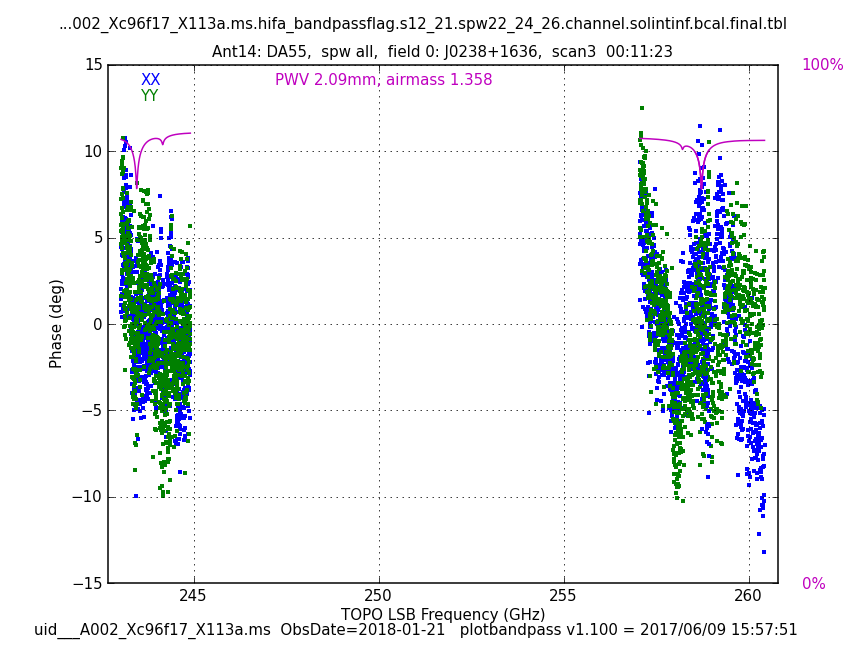 ...002_Xc96f17_X113a.ms.hifa_bandpassflag.s12_21.spw22_24_26.channel.solintinf.bcal.final.tbl
Ant14: DA55,  spw all,  field 0: J0238+1636,  scan3  00:11:23
15
XX
PWV 2.09mm, airmass 1.358
100%
YY
10
5
Phase (deg)
0
−5
−10
−15
0%
245
250
255
260
TOPO LSB Frequency (GHz)
uid___A002_Xc96f17_X113a.ms  ObsDate=2018-01-21   plotbandpass v1.100 = 2017/06/09 15:57:51